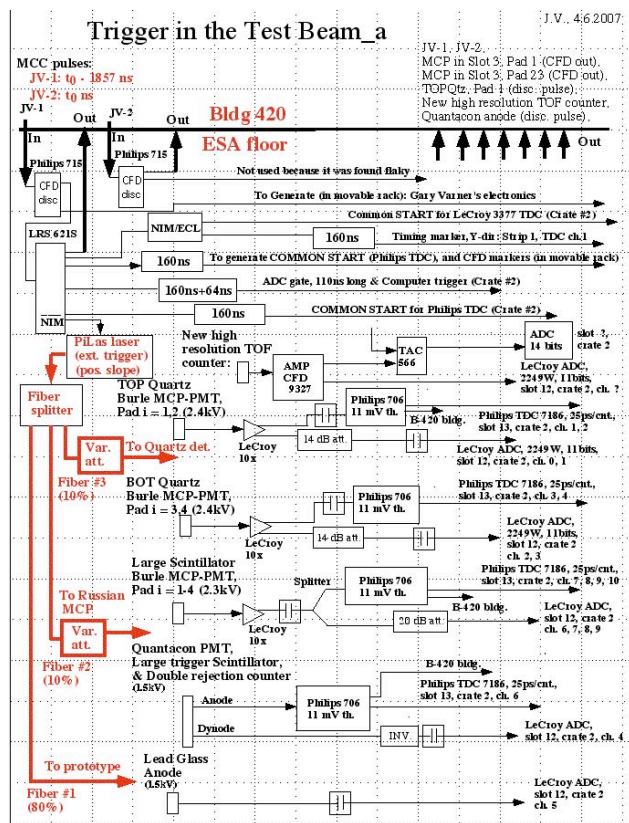 J.V., 4.6.2007
Trigger in the Test Beam_a
JV-1, JV-2,
MCP in Slot 3, Pad 1 (CFD out),
MCP in Slot 3, Pad 23 (CFD out),
TOPQtz, Pad 1 (disc. pulse),
New high resolution TOF counter,
Quantacon anode (disc. pulse),
MCC pulses:
JV-1: t0 - 1857 ns
JV-2: t0 ns
JV-1
Out
JV-2
Out
Bldg 420
In
In
ESA floor
Out
Philips 715
Philips 715
CFD
disc
CFD
disc
Not used because it was found flaky
To Generate (in movable rack): Gary Varner's electronics
LRS 621S
NIM/ECL
Common START for LeCroy 3377 TDC (Crate #2)
160ns
Timing marker, Y-dir: Strip 1, TDC ch.1
160ns
To generate COMMON START (Philips TDC), and CFD markers (in movable rack)
160ns+64ns
ADC gate, 110ns long & Computer trigger (Crate #2)
160ns
COMMON START for Philips TDC (Crate #2)
NIM
PiLas laser
(ext. trigger)
(pos. slope)
New high
resolution TOF
counter:
AMP
CFD
9327
TAC
566
ADC
14 bits
slot ?,
crate 2
LeCroy ADC,
2249W, 11bits,
slot 12, crate 2, ch. ?
Fiber
splitter
TOP Quartz
Burle MCP-PMT,
Pad i = 1,2 (2.4kV)
LeCroy
10x
14 dB att.
Philips 706
11 mV th.
B-420 bldg.
Philips TDC 7186, 25ps/cnt.,
slot 13, crate 2, ch. 1, 2
LeCroy ADC, 2249W, 11bits,
slot 12, crate 2, ch. 0, 1
Var.
att.
To Quartz det.
Fiber #3
(10%)
BOT Quartz
Burle MCP-PMT,
Pad i = 3,4 (2.4kV)
LeCroy
10x
14 dB att.
Philips 706
11 mV th.
Philips TDC 7186, 25ps/cnt.,
slot 13, crate 2, ch. 3, 4
LeCroy ADC,
2249W, 11bits,
slot 12, crate 2
ch. 2, 3
Large Scintillator
Burle MCP-PMT,
Pad i = 1-4 (2.3kV)
LeCroy
10x
Splitter
Philips 706
11 mV th.
Philips TDC 7186, 25ps/cnt.,
slot 13, crate 2, ch. 7, 8, 9, 10
B-420 bldg.
20 dB att.
LeCroy ADC,
slot 12, crate 2
ch. 6, 7, 8, 9
To Russian
MCP
Var.
att.
Fiber #2
(10%)
Quantacon PMT,
Large trigger Scintillator,
& Double rejection counter
(1.5kV)
Anode
Dynode
Philips 706
11 mV th.
B-420 bldg.
Philips TDC 7186, 25ps/cnt.,
slot 13, crate 2, ch. 6
INV.
LeCroy ADC,
slot 12, crate 2, ch. 4
To prototype
Fiber #1
(80%)
Lead Glass
Anode
(1.5kV)
LeCroy ADC,
slot 12, crate 2
ch. 5